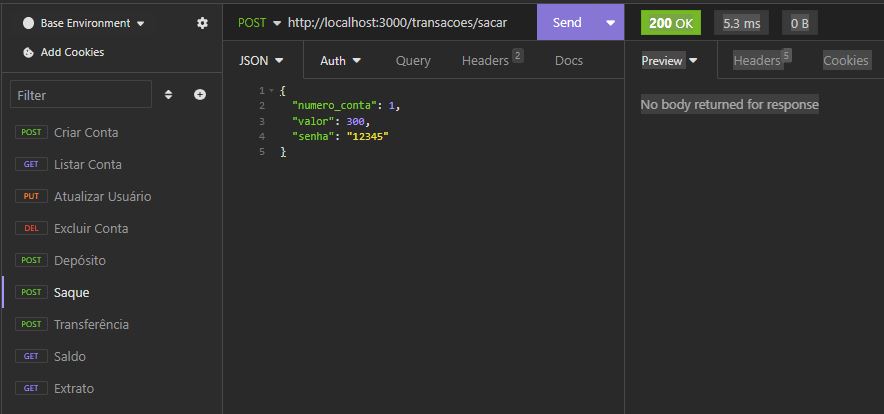 Base Environment
Add Cookies
Filter
POST Criar Conta
GET Listar Conta
PUT Atualizar Usuário
DEL Excluir Conta
POST Depósito
POST Saque
POST Transferência
GET Saldo
GET Extrato
POST http://localhost:3000/transacoes/sacar Send
JSON Auth Query Headers 2 Docs
1 {
2 "numero_conta": 1,
3 "valor": 300,
4 "senha": "12345"
5 }
200 OK 5.3 ms 0 B
Preview Headers 5 Cookies
No body returned for response